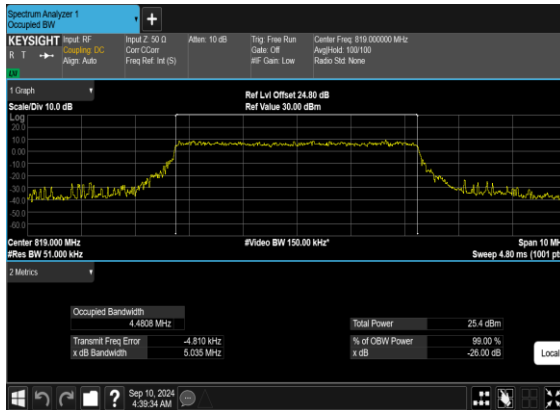 Spectrum Analyzer 1
Occupied BW
KEYSIGHT
R T
LXI
Input: RF
Coupling: DC
Align: Auto
Input Z: 50 Ω
Corr CCorr
Freq Ref: Int (S)
Atten: 10 dB
Trig: Free Run
Gate: Off
#IF Gain: Low
Center Freq: 819.000000 MHz
Avg|Hold: 100/100
Radio Std: None
1 Graph
Scale/Div 10.0 dB
Ref Lvl Offset 24.80 dB
Ref Value 30.00 dBm
Log
20.0
10.0
0.00
-10.0
-20.0
-30.0
-40.0
-50.0
-60.0
Center 819.000 MHz
#Video BW 150.00 kHz*
Span 10 MH
#Res BW 51.000 kHz
Sweep 4.80 ms (1001 pt
2 Metrics
Occupied Bandwidth
4.4808 MHz
Total Power 25.4 dBm
Transmit Freq Error -4.810 kHz
% of OBW Power 99.00 %
x dB Bandwidth 5.035 MHz
x dB -26.00 dB
Local
?
Sep 10, 2024
4:39:34 AM